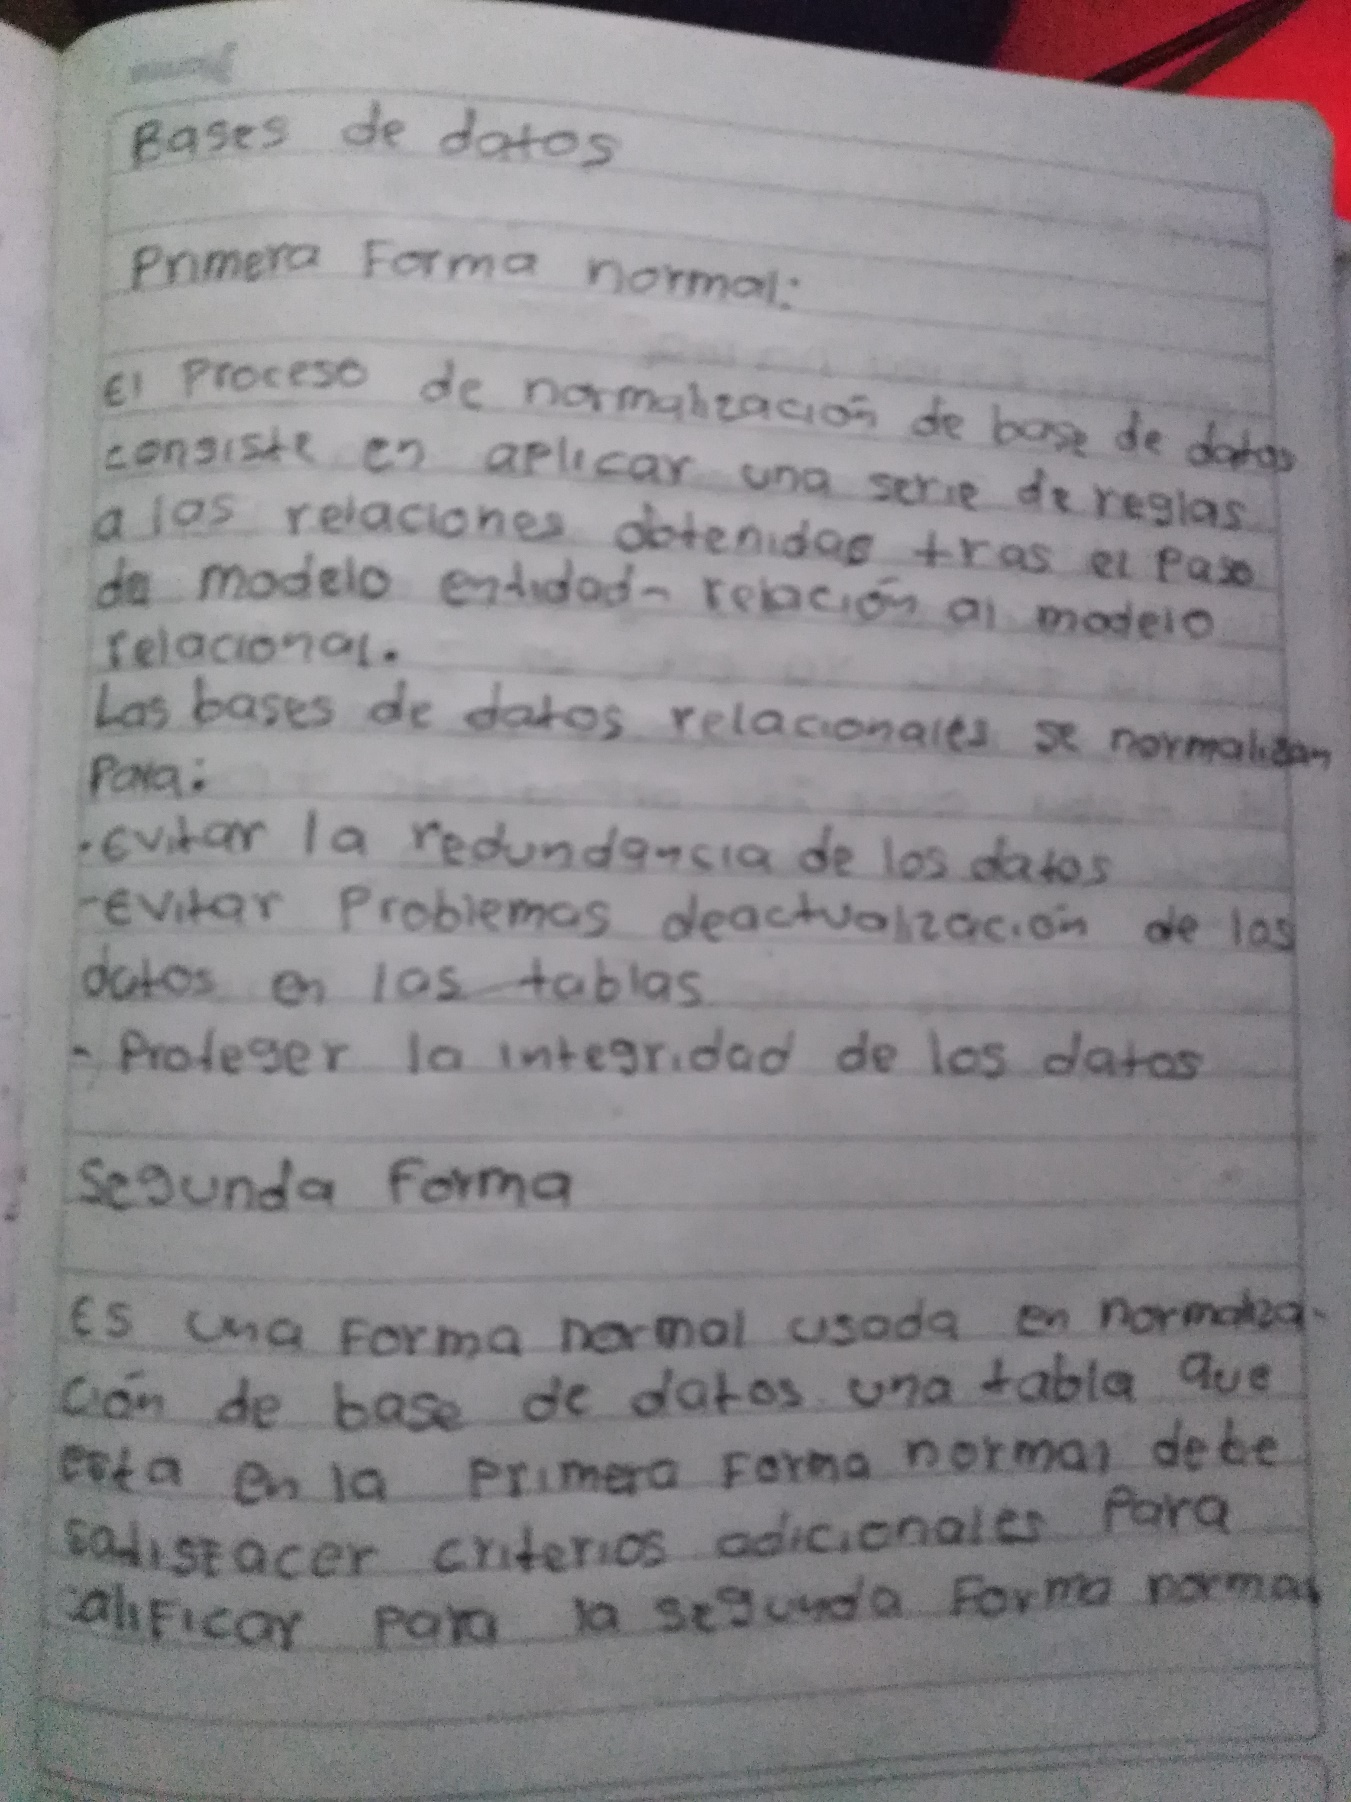 Bases de datos
Primera Forma normal:
El Proceso de normalización de base de datos
consiste en aplicar una serie de reglas
a las relaciones obtenidas tras el Paso
de modelo entidad-relación al modelo
relacional.
Las bases de datos relacionales se normalizan
Para:
-evitar la redundancia de los datos
-evitar Problemas de actualización de los
datos en las tablas
- Proteger la integridad de los datos
Segunda Forma
Es una Forma normal usada en normaliza-
ción de base de datos una tabla que
esta en la Primera Forma normal debe
satisfacer criterios adicionales Para
calificar para la segunda Forma normal